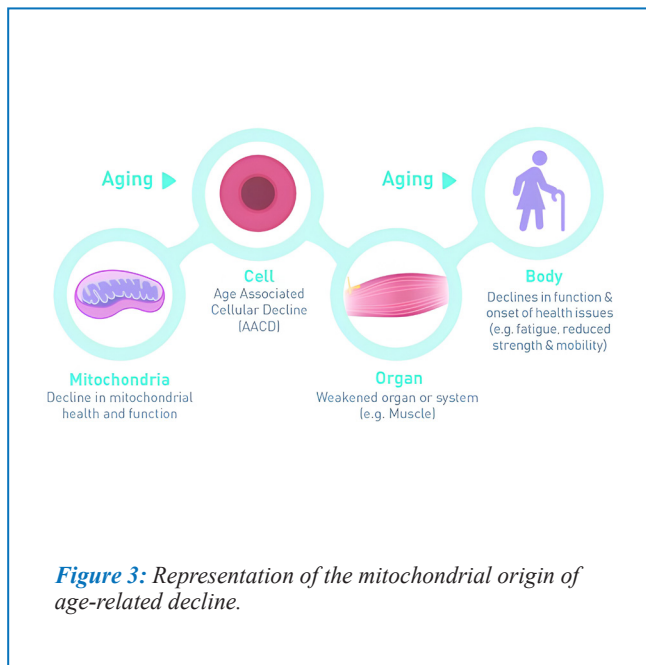 Aging
Aging
Cell
Age Associated
Cellular Decline
(AACD)
Body
Declines in function &
onset of health issues
(e.g. fatigue, reduced
strength & mobility)
Mitochondria
Decline in mitochondrial
health and function
Organ
Weakened organ or system
(e.g. Muscle)
Figure 3: Representation of the mitochondrial origin of
age-related decline.